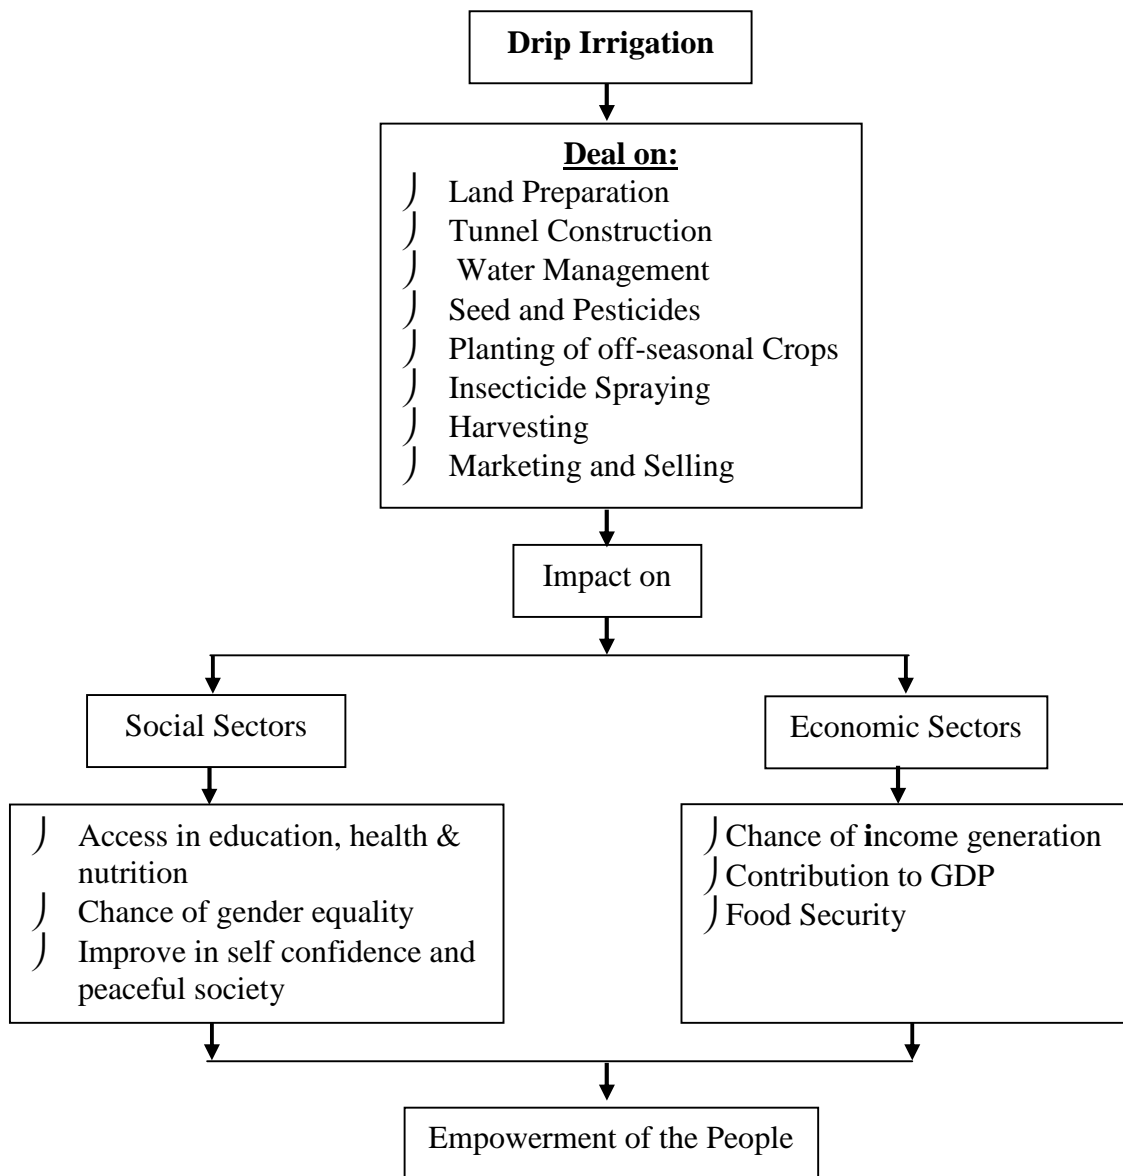 Drip Irrigation
Deal on:
⎠ Land Preparation
⎠ Tunnel Construction
⎠ Water Management
⎠ Seed and Pesticides
⎠ Planting of off-seasonal Crops
⎠ Insecticide Spraying
⎠ Harvesting
⎠ Marketing and Selling
Impact on
Social Sectors
Economic Sectors
⎠ Access in education, health &
nutrition
⎠ Chance of gender equality
⎠ Improve in self confidence and
peaceful society
⎠ Chance of income generation
⎠ Contribution to GDP
⎠ Food Security
Empowerment of the People